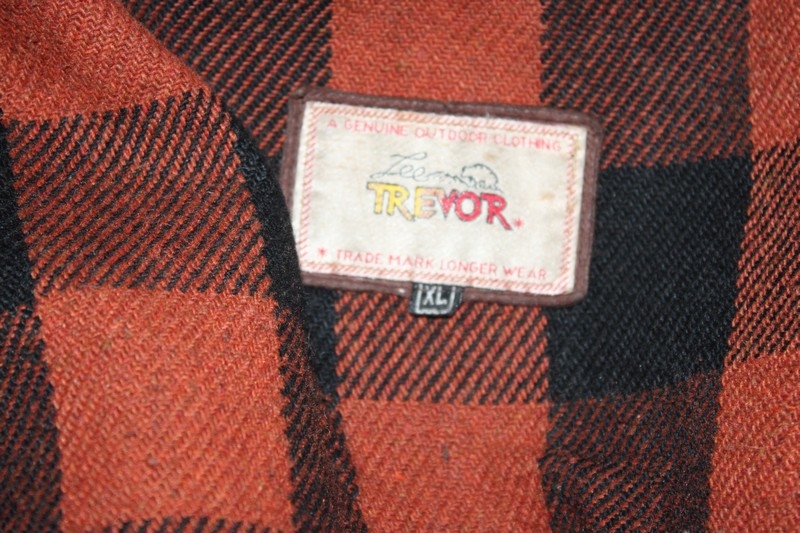 A GENUINE OUTDOOR CLOTHING
Lee
TREVOR
* TRADE MARK LONGER WEAR
XL